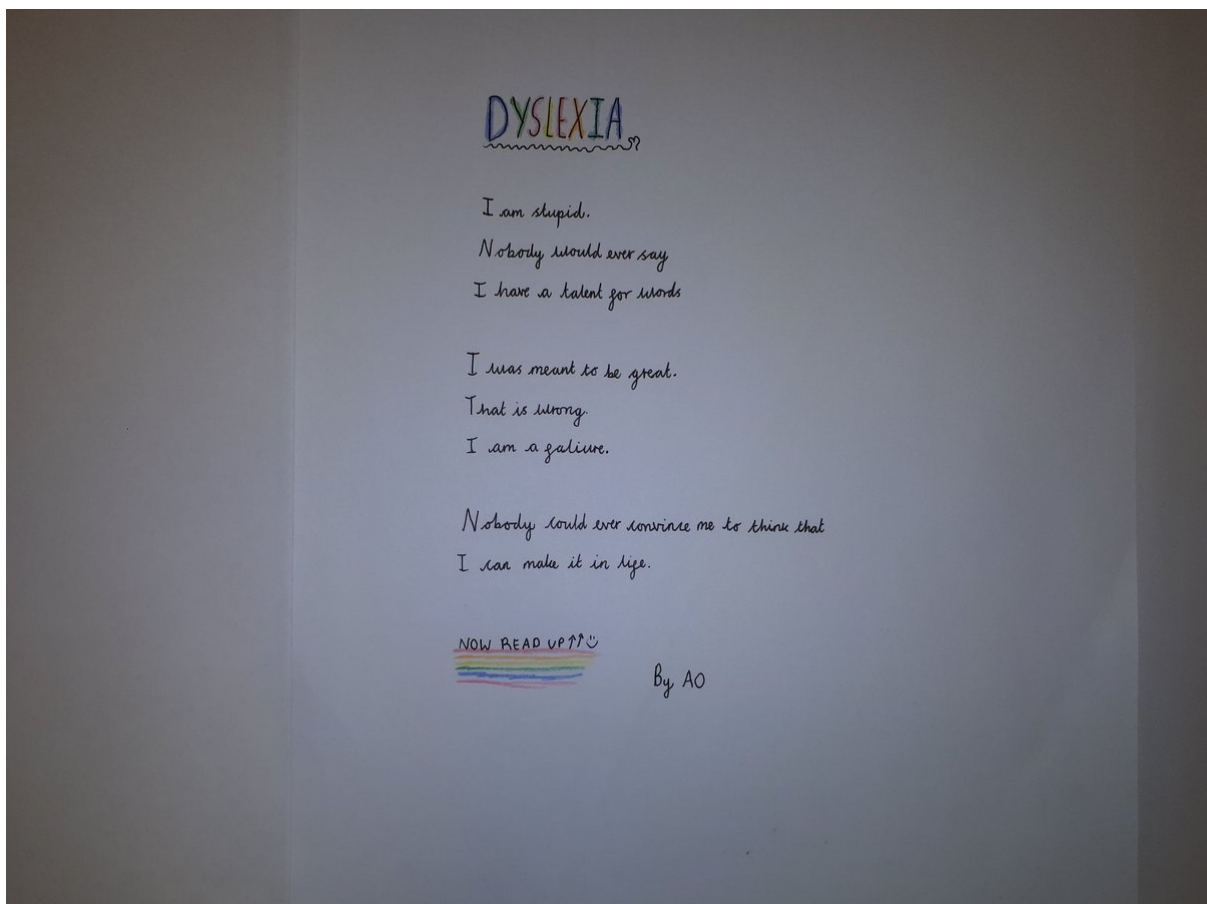 DYSLEXIA
I am stupid.
Nobody would ever say
I have a talent for words
I was meant to be great.
That is wrong.
I am a faliure.
Nobody could ever convince me to think that
I can make it in life.
NOW READ UP↑↑☺
By AO